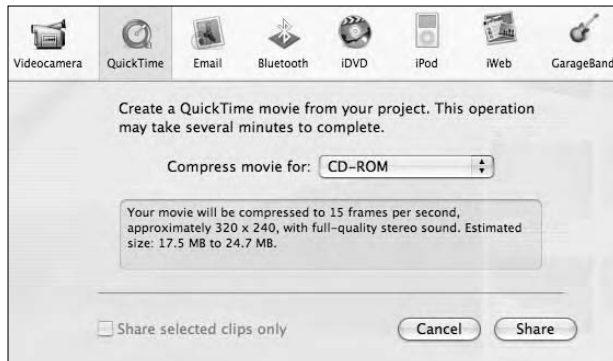 Videocamera QuickTime Email Bluetooth iDVD iPod iWeb GarageBand
Create a QuickTime movie from your project. This operation
may take several minutes to complete.
Compress movie for: CD-ROM
Your movie will be compressed to 15 frames per second,
approximately 320 x 240, with full-quality stereo sound. Estimated
size: 17.5 MB to 24.7 MB.
Share selected clips only Cancel Share